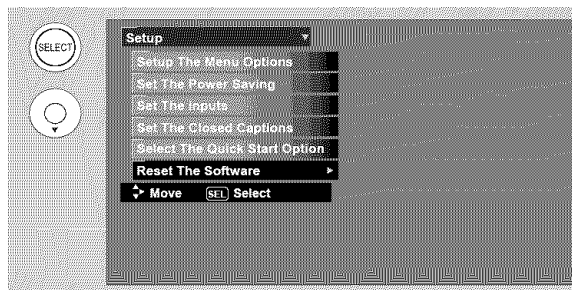 SELECT
Setup
Setup The Menu Options
Set The Power Saving
Set The Inputs
Set The Closed Captions
Select The Quick Start Option
Reset The Software
Move SEL Select